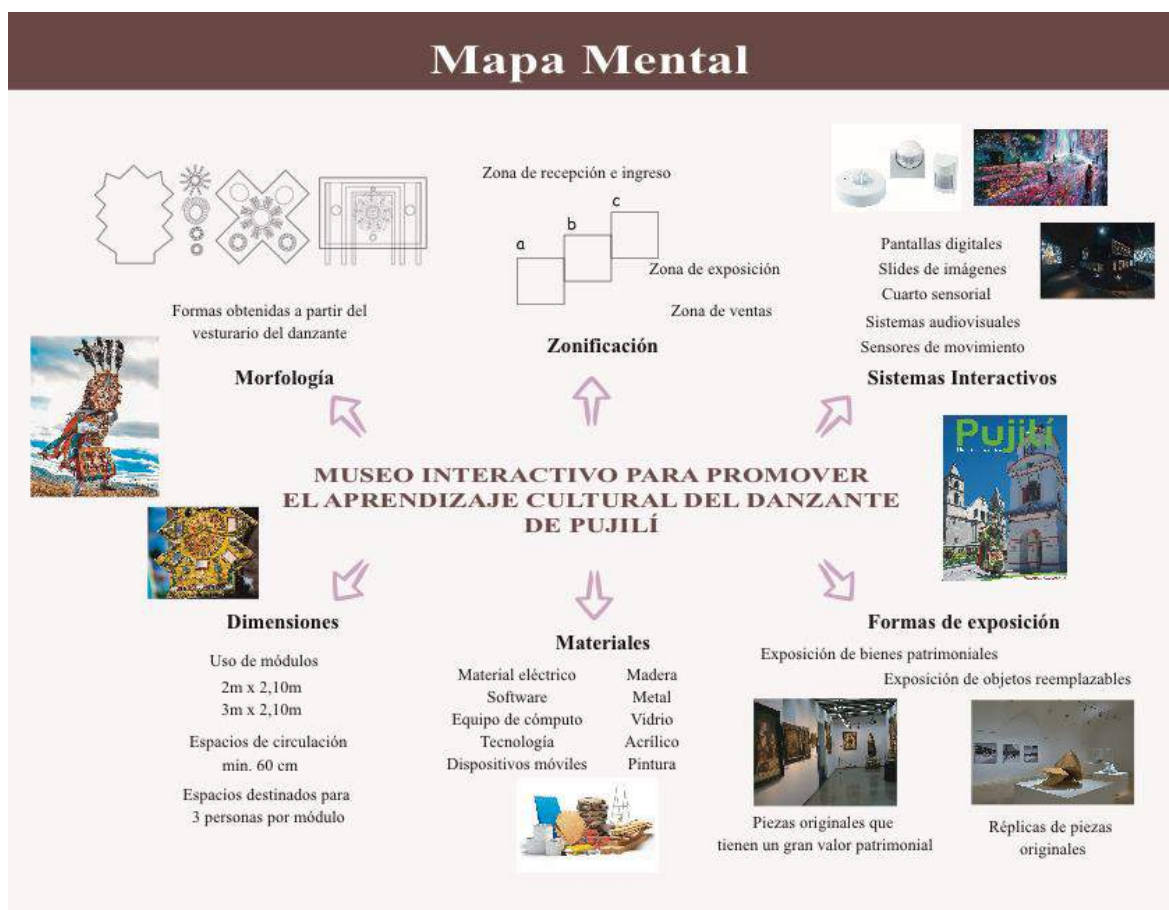 Mapa Mental
Formas obtenidas a partir del
vesturario del danzante
Morfología
Zona de recepción e ingreso
a
b
c
Zona de exposición
Zona de ventas
Zonificación
Pantallas digitales
Slides de imágenes
Cuarto sensorial
Sistemas audiovisuales
Sensores de movimiento
Sistemas Interactivos
Pujilí
MUSEO INTERACTIVO PARA PROMOVER
EL APRENDIZAJE CULTURAL DEL DANZANTE
DE PUJILÍ
Dimensiones
Uso de módulos
2m x 2,10m
3m x 2,10m
Espacios de circulación
min. 60 cm
Espacios destinados para
3 personas por módulo
Materiales
Material eléctrico
Software
Equipo de cómputo
Tecnología
Dispositivos móviles
Madera
Metal
Vidrio
Acrílico
Pintura
Formas de exposición
Exposición de bienes patrimoniales
Exposición de objetos reemplazables
Piezas originales que
tienen un gran valor patrimonial
Réplicas de piezas
originales